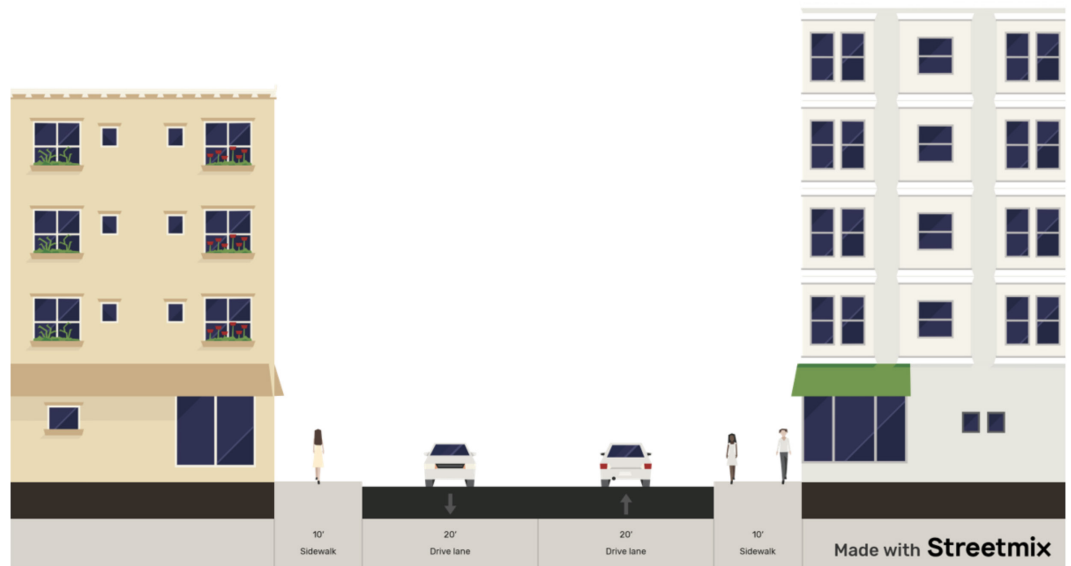 10'
Sidewalk
20'
Drive lane
20'
Drive lane
10'
Sidewalk
Made with Streetmix